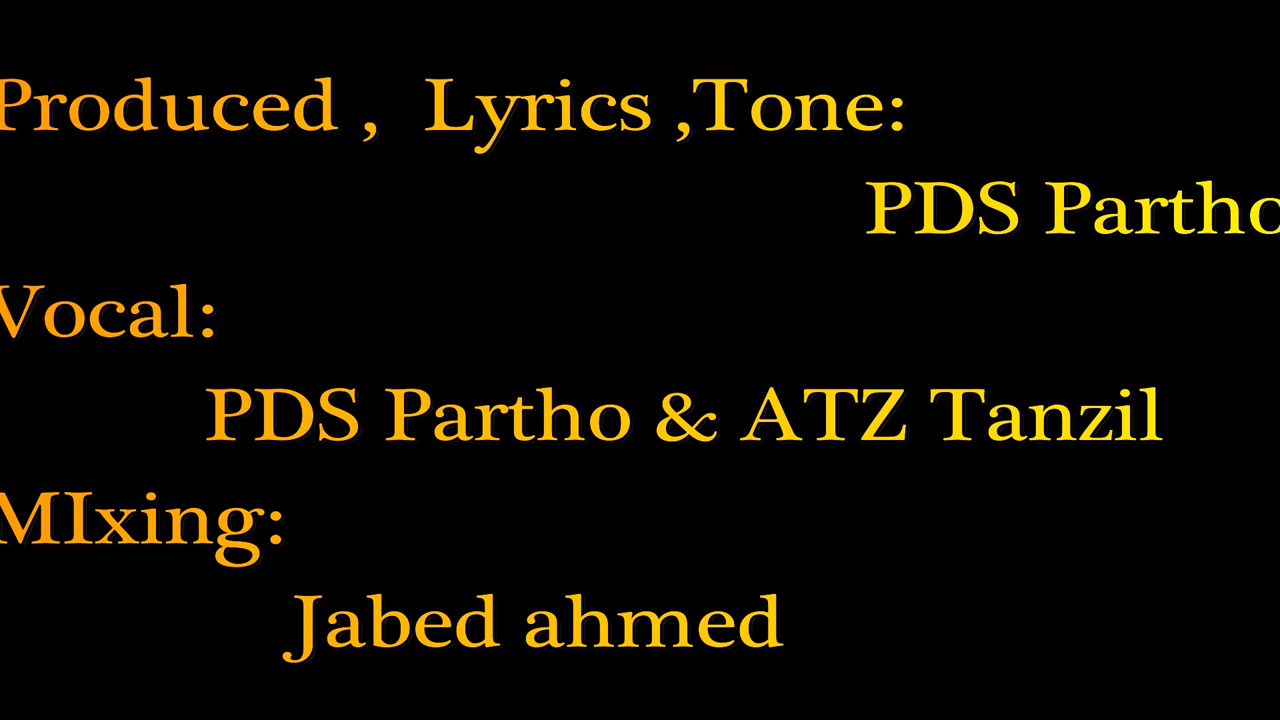 Produced , Lyrics ,Tone:
PDS Partho
Vocal:
PDS Partho & ATZ Tanzil
MIxing:
Jabed ahmed